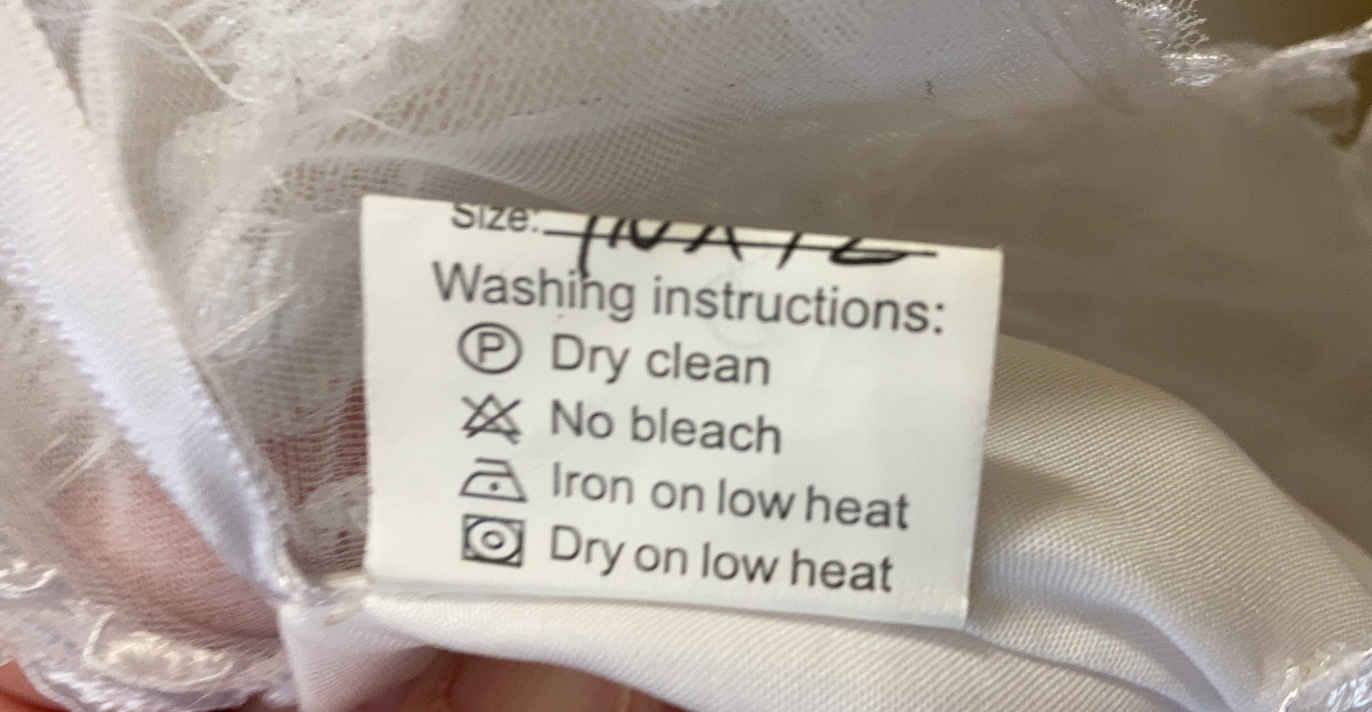 Size:
Washing instructions:
P Dry clean
No bleach
Iron on low heat
Dry on low heat